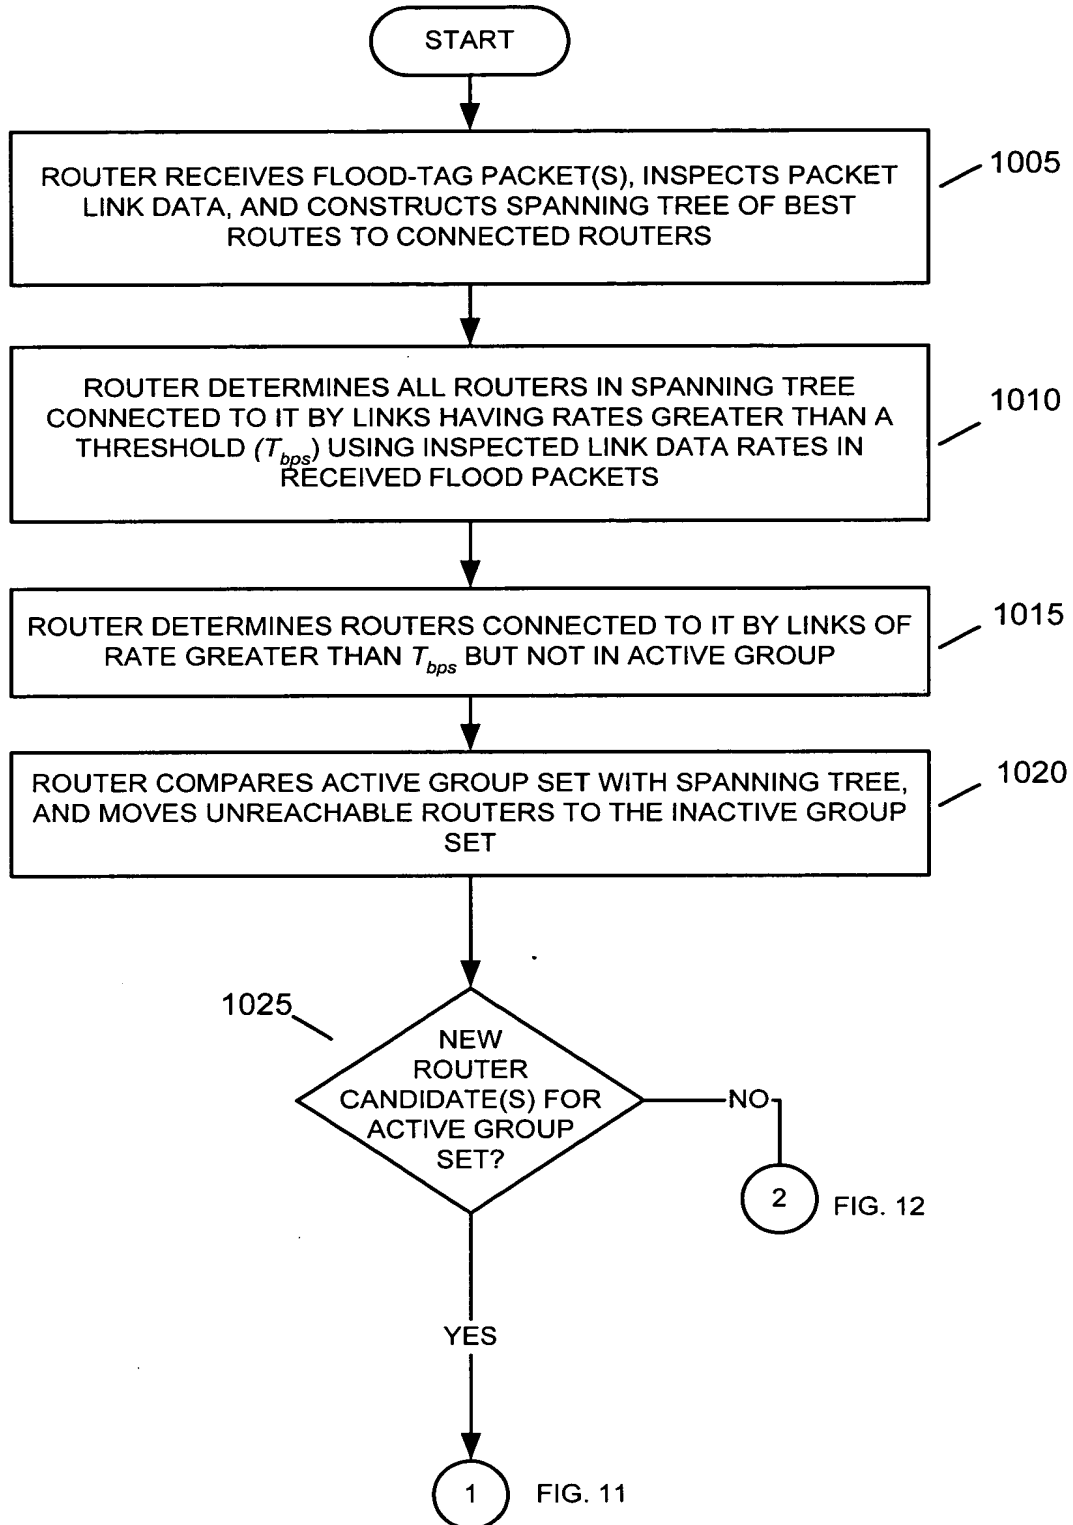 START
ROUTER RECEIVES FLOOD-TAG PACKET(S), INSPECTS PACKET
LINK DATA, AND CONSTRUCTS SPANNING TREE OF BEST
ROUTES TO CONNECTED ROUTERS
1005
ROUTER DETERMINES ALL ROUTERS IN SPANNING TREE
CONNECTED TO IT BY LINKS HAVING RATES GREATER THAN A
THRESHOLD (Tbps) USING INSPECTED LINK DATA RATES IN
RECEIVED FLOOD PACKETS
1010
ROUTER DETERMINES ROUTERS CONNECTED TO IT BY LINKS OF
RATE GREATER THAN Tbps BUT NOT IN ACTIVE GROUP
1015
ROUTER COMPARES ACTIVE GROUP SET WITH SPANNING TREE,
AND MOVES UNREACHABLE ROUTERS TO THE INACTIVE GROUP
SET
1020
1025
NEW
ROUTER
CANDIDATE(S) FOR
ACTIVE GROUP
SET?
NO
2
FIG. 12
YES
1
FIG. 11